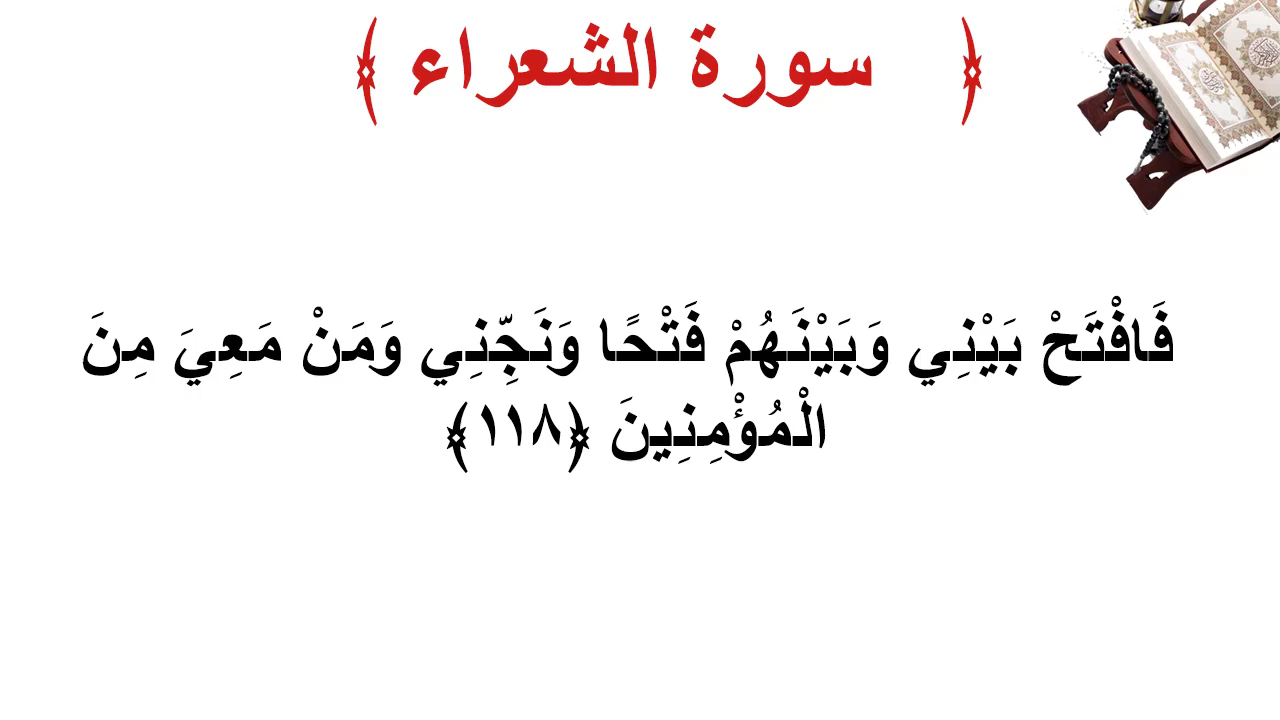 ﴿ سورة الشعراء ﴾
فَافْتَحْ بَيْنِي وَبَيْنَهُمْ فَتْحًا وَنَجِّنِي وَمَنْ مَعِيَ مِنَ
الْمُؤْمِنِينَ ﴿١١٨﴾